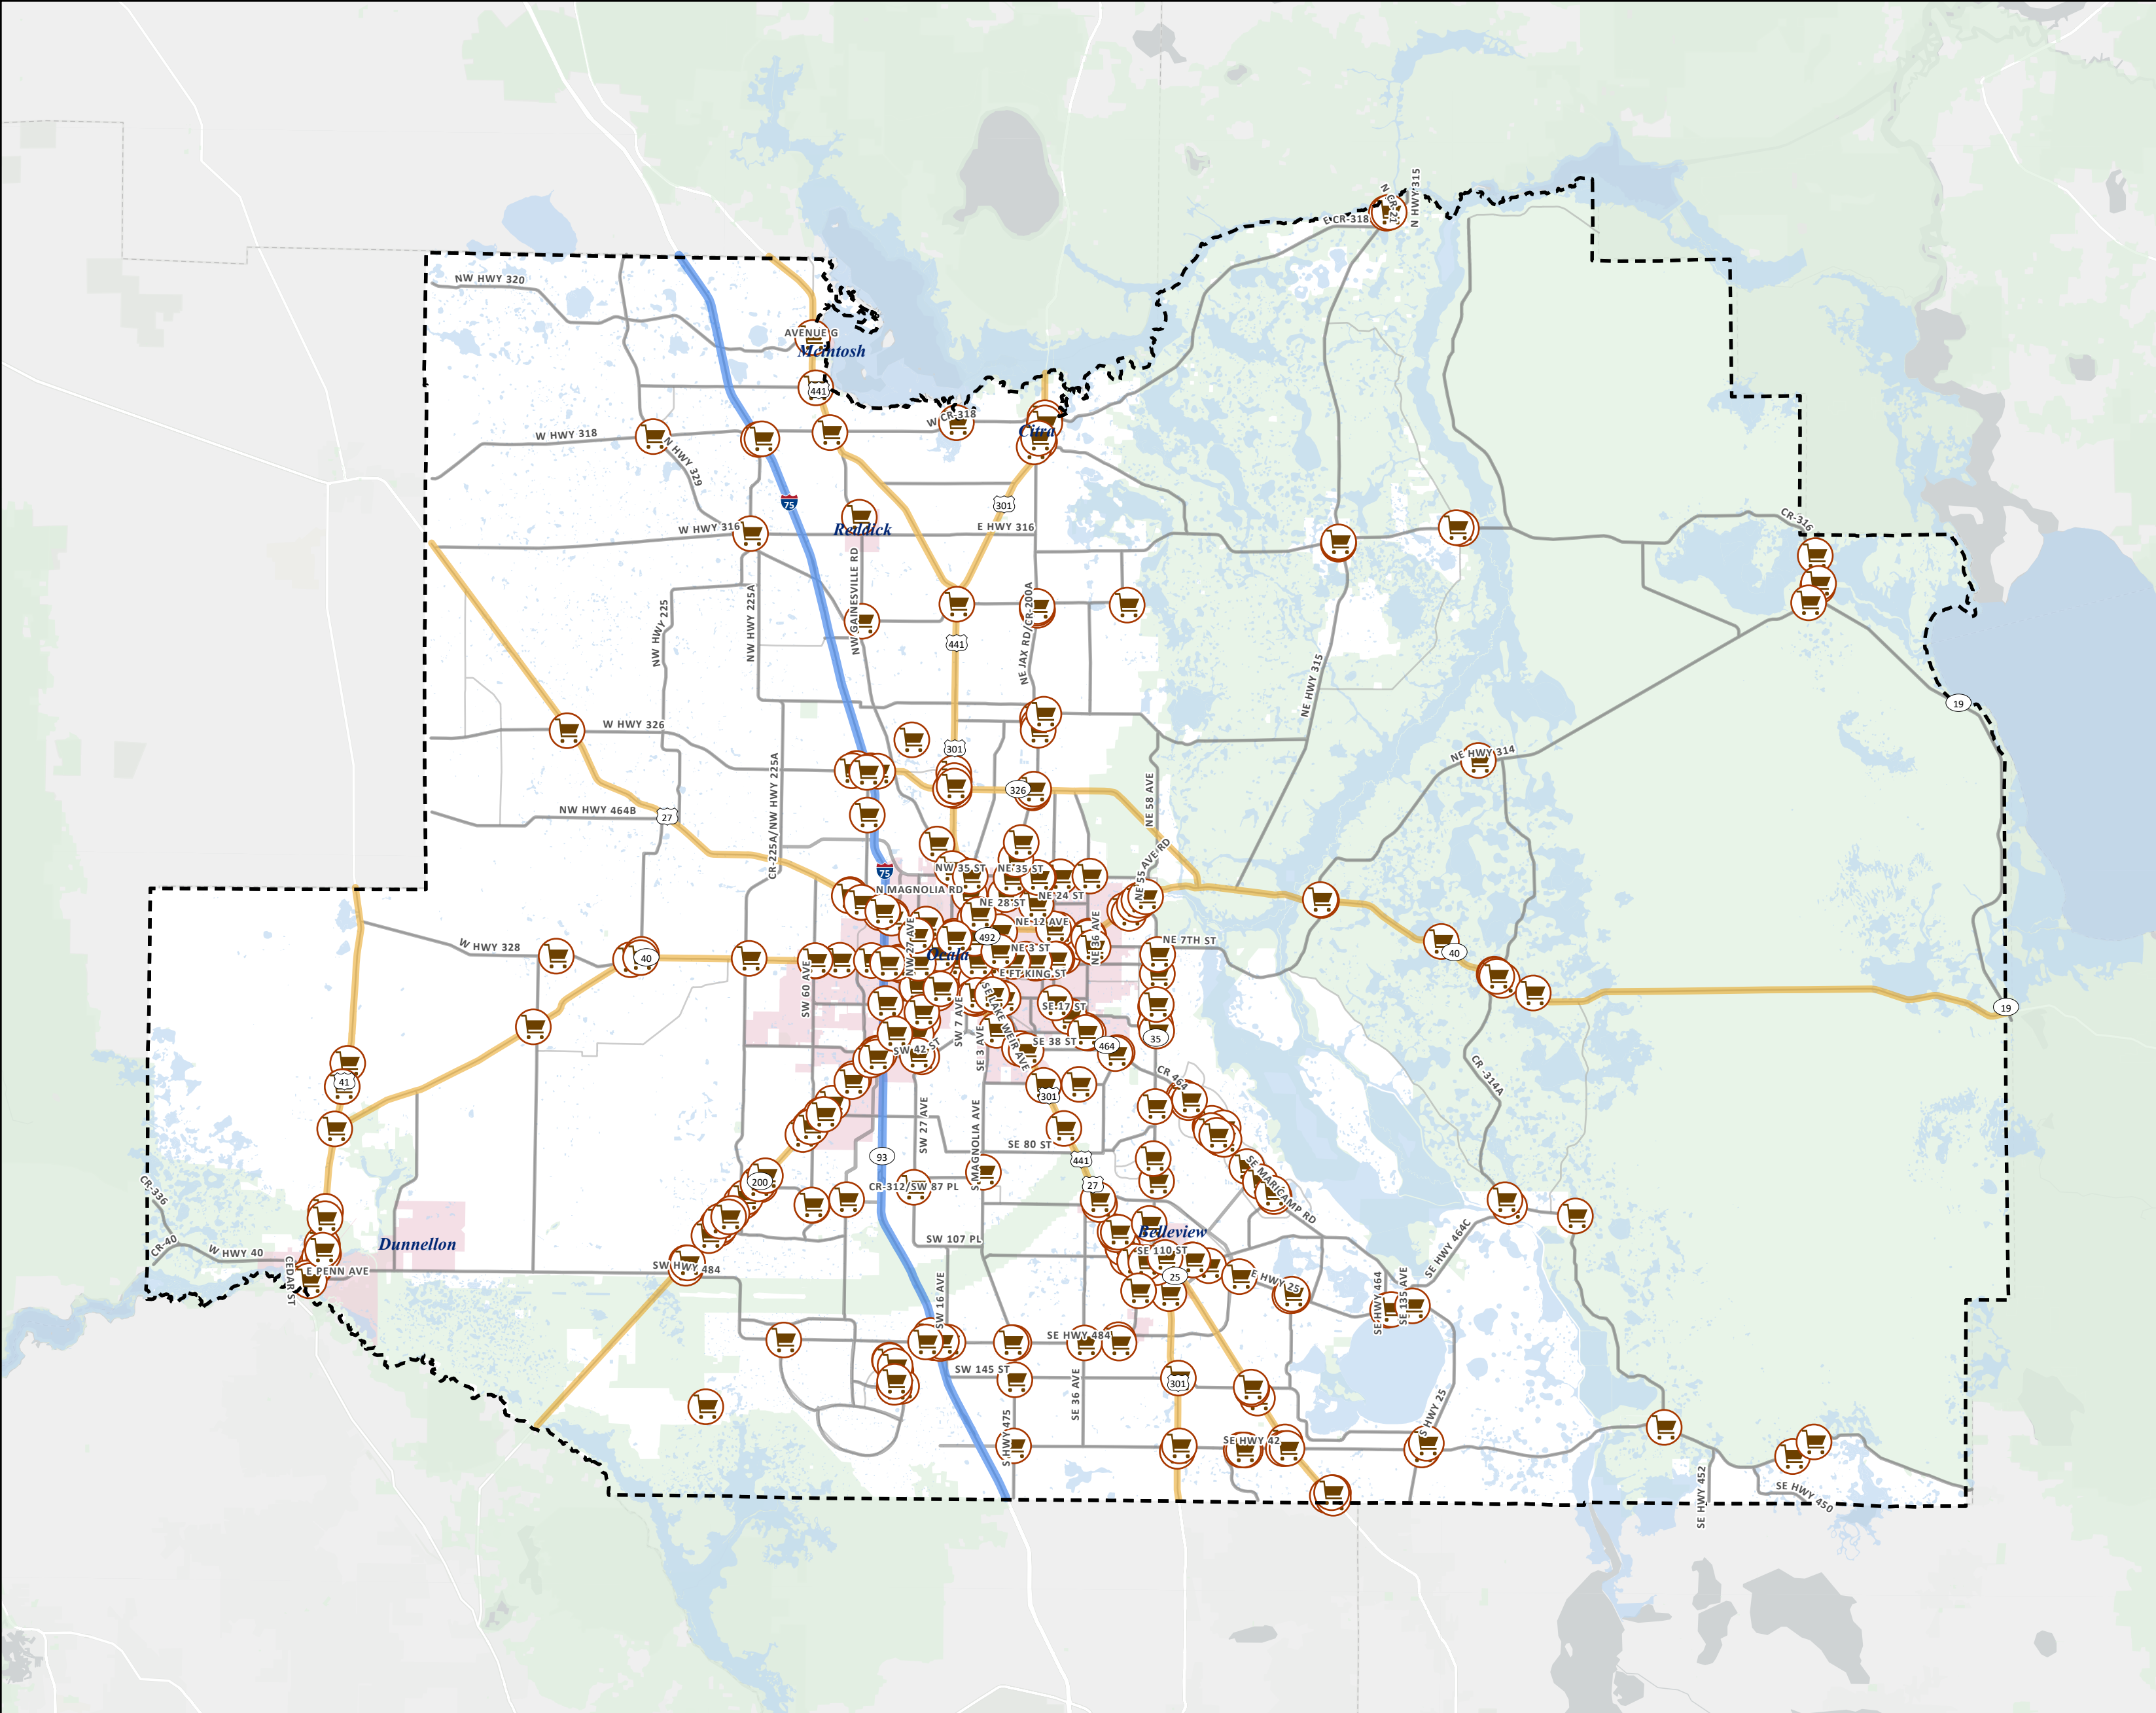 N HWY 315
N CR-21
E CR-318
NW HWY 320
AVENUE G
McIntosh
441
W CR-318
Citra
W HWY 318
N HWY 329
75
301
CR-316
W HWY 316
Reddick
E HWY 316
NW GAINESVILLE RD
NW HWY 225A
NE JAX RD/CR-200A
NW HWY 225
441
NE HWY 315
19
W HWY 326
301
NE HWY 314
326
NE 58 AVE
CR-225A/NW HWY 225A
NW HWY 464B
27
NE 55 AVE RD
75
NW 35 ST
NE 35 ST
N MAGNOLIA RD
NE 24 ST
NE 28 ST
NE 12 AVE
NE 36 AVE
492
NE 7TH ST
W HWY 328
NW 27 AVE
NE 3 ST
Ocala
40
40
E FT KING ST
SW 60 AVE
SE 17 ST
19
SE LAKE WEIR AVE
SW 7 AVE
SE 3 AVE
SE 38 ST
35
464
SW 42 ST
41
CR 464
CR -314A
301
SW 27 AVE
S MAGNOLIA AVE
SE 80 ST
93
441
200
CR-312/SW 87 PL
27
SE MARICAMP RD
CR-336
Belleview
SW 107 PL
SE 110 ST
Dunnellon
CR-40
W HWY 40
SE HWY 464C
CEDAR ST
E PENN AVE
SW HWY 484
25
E HWY 25
SW 16 AVE
SE HWY 464
SE 135 AVE
SE HWY 484
SW 145 ST
SE 36 AVE
301
S HWY 25
S HWY 475
SE HWY 42
SE HWY 452
SE HWY 450